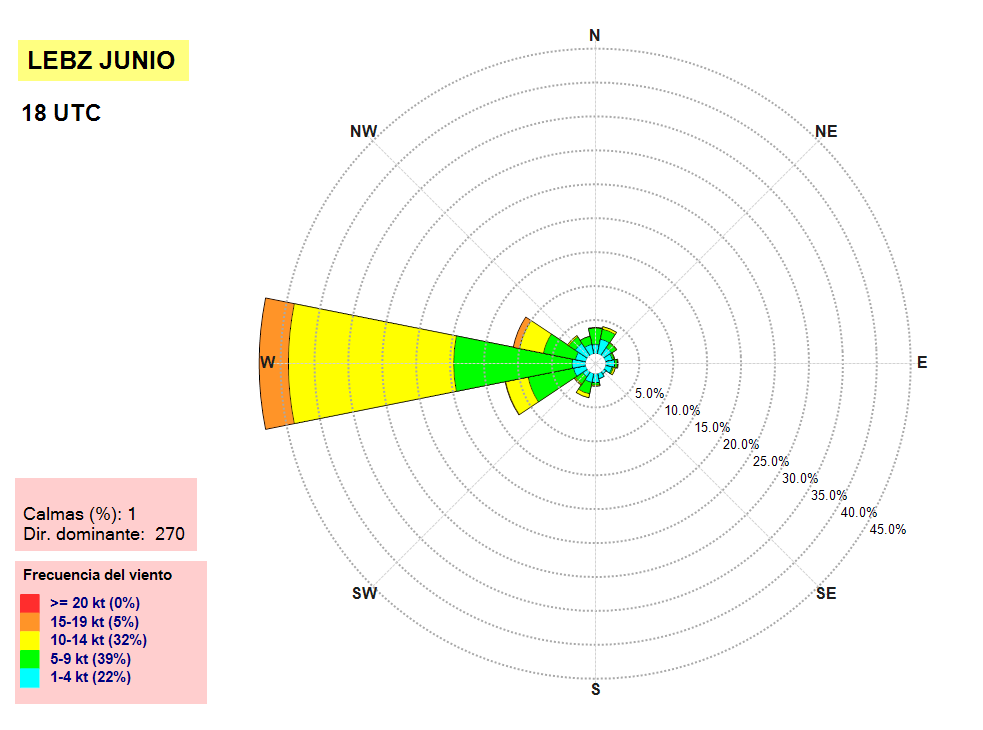 LEBZ JUNIO
18 UTC
N
NW
NE
W
E
5.0%
10.0%
15.0%
20.0%
25.0%
30.0%
35.0%
40.0%
45.0%
SW
SE
S
Calmas (%): 1
Dir. dominante: 270
Frecuencia del viento
>= 20 kt (0%)
15-19 kt (5%)
10-14 kt (32%)
5-9 kt (39%)
1-4 kt (22%)